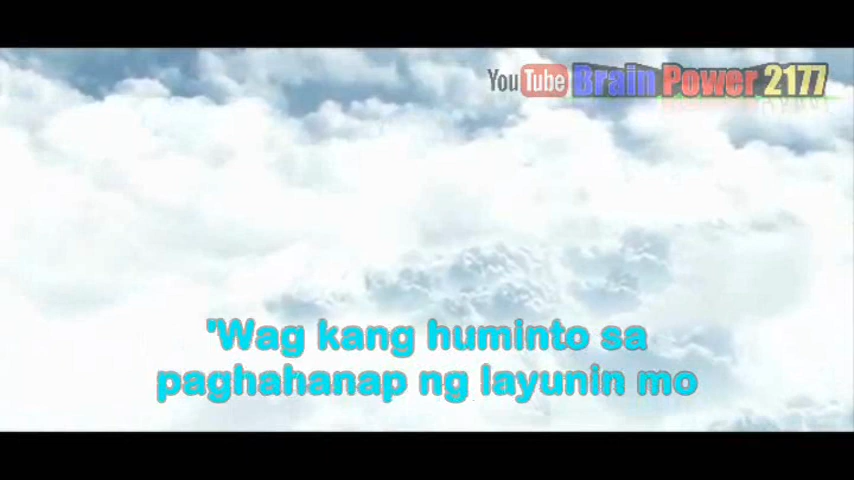 YouTube Brain Power 2177
'Wag kang huminto sa
paghahanap ng layunin mo